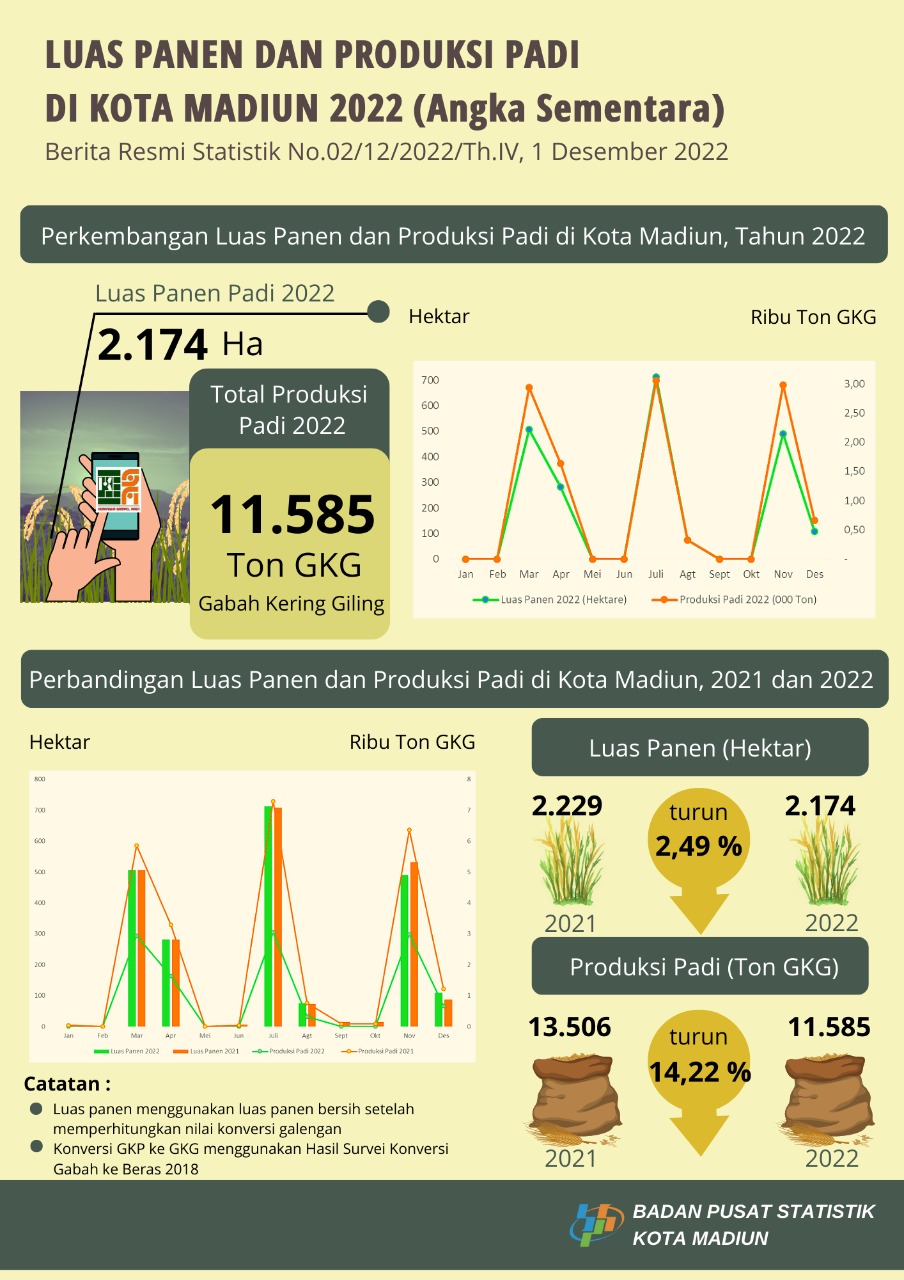 LUAS PANEN DAN PRODUKSI PADI
DI KOTA MADIUN 2022 (Angka Sementara)
Berita Resmi Statistik No.02/12/2022/Th.IV, 1 Desember 2022
Perkembangan Luas Panen dan Produksi Padi di Kota Madiun, Tahun 2022
Luas Panen Padi 2022
2.174 Ha
Total Produksi
Padi 2022
11.585
Ton GKG
Gabah Kering Giling
Hektar
Ribu Ton GKG
700
600
500
400
300
200
100
0
3,00
2,50
2,00
1,50
1,00
0,50
-
Jan Feb Mar Apr Mei Jun Juli Agt Sept Okt Nov Des
Luas Panen 2022 (Hektare) Produksi Padi 2022 (000 Ton)
Perbandingan Luas Panen dan Produksi Padi di Kota Madiun, 2021 dan 2022
Hektar
Ribu Ton GKG
800
700
600
500
400
300
200
100
0
8
7
6
5
4
3
2
1
0
Jan Feb Mar Apr Mei Jun Juli Agt Sept Okt Nov Des
Luas Panen 2022 Luas Panen 2021 Produksi Padi 2022 Produksi Padi 2021
Catatan :
Luas panen menggunakan luas panen bersih setelah
memperhitungkan nilai konversi galengan
Konversi GKP ke GKG menggunakan Hasil Survei Konversi
Gabah ke Beras 2018
Luas Panen (Hektar)
2.229
turun
2,49 %
2.174
2021
2022
Produksi Padi (Ton GKG)
13.506
turun
14,22 %
11.585
2021
2022
BADAN PUSAT STATISTIK
KOTA MADIUN